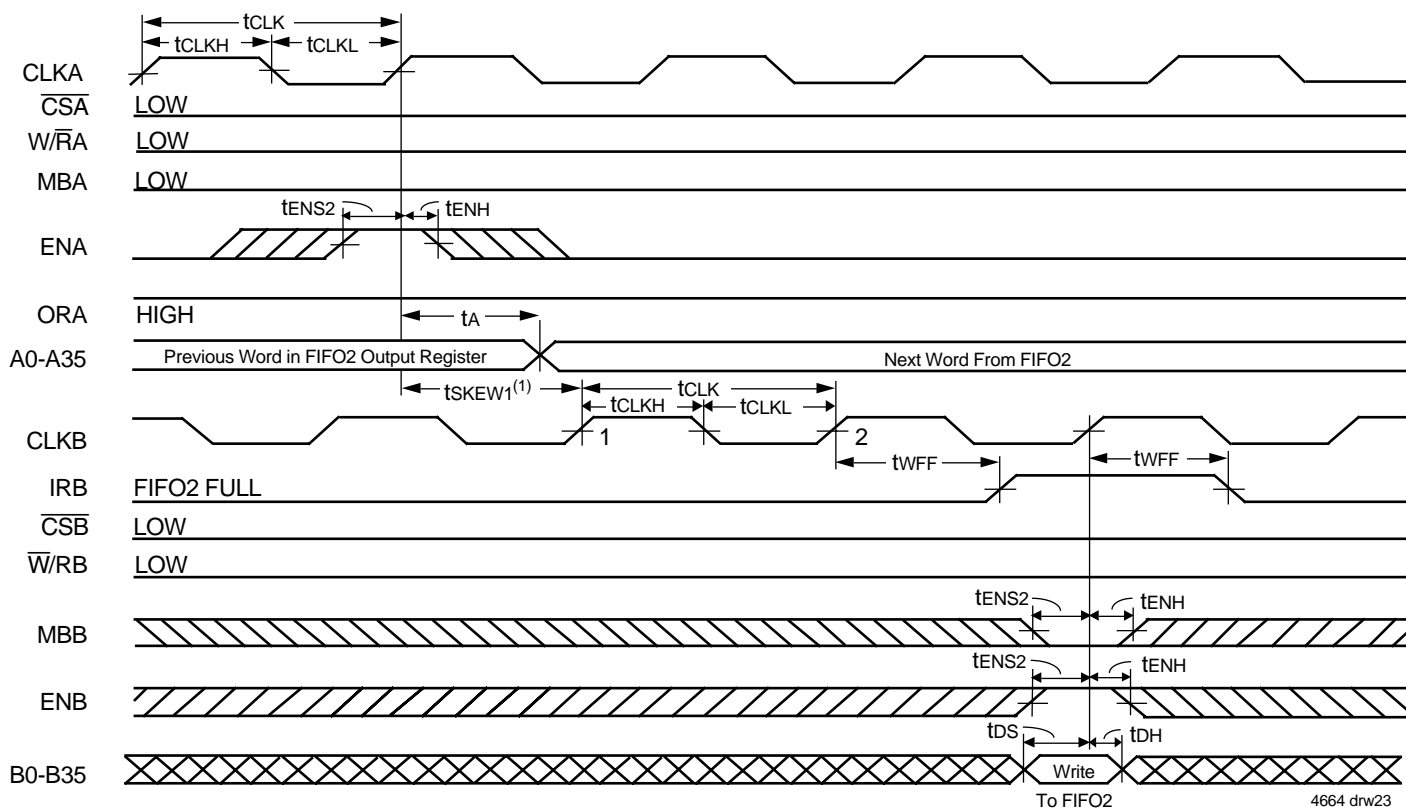 tCLK
tCLKH tCLKL
CLKA
CSA LOW
W/RA LOW
MBA LOW
tENS2 tENH
ENA
ORA HIGH
tA
A0-A35 Previous Word in FIFO2 Output Register Next Word From FIFO2
tSKEW1(1) tCLK
tCLKH tCLKL
CLKB 1 2
tWFF tWFF
IRB FIFO2 FULL
CSB LOW
W/RB LOW
tENS2 tENH
MBB
tENS2 tENH
ENB
tDS tDH
B0-B35 Write
To FIFO2 4664 drw23